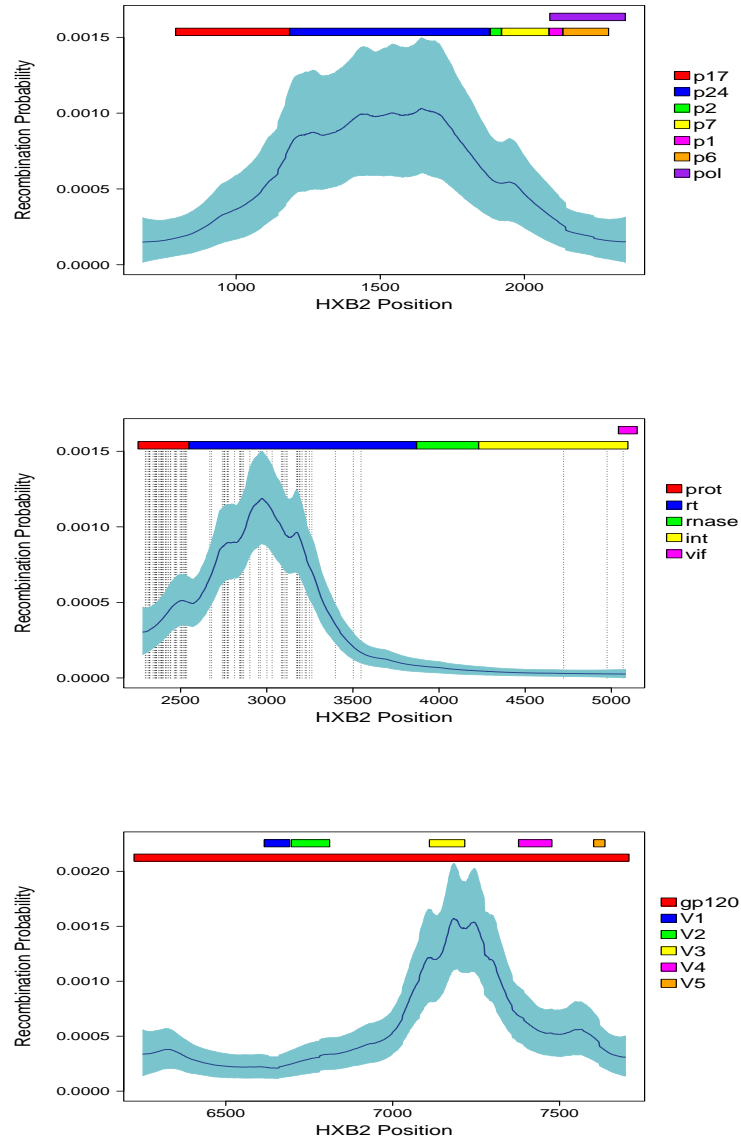 0.0015
0.0010
0.0005
0.0000
Recombination Probability
1000 1500 2000
HXB2 Position
p17
p24
p2
p7
p1
p6
pol
0.0015
0.0010
0.0005
0.0000
Recombination Probability
2500 3000 3500 4000 4500 5000
HXB2 Position
prot
rt
rnase
int
vif
0.0020
0.0015
0.0010
0.0005
0.0000
Recombination Probability
6500 7000 7500
HXB2 Position
gp120
V1
V2
V3
V4
V5